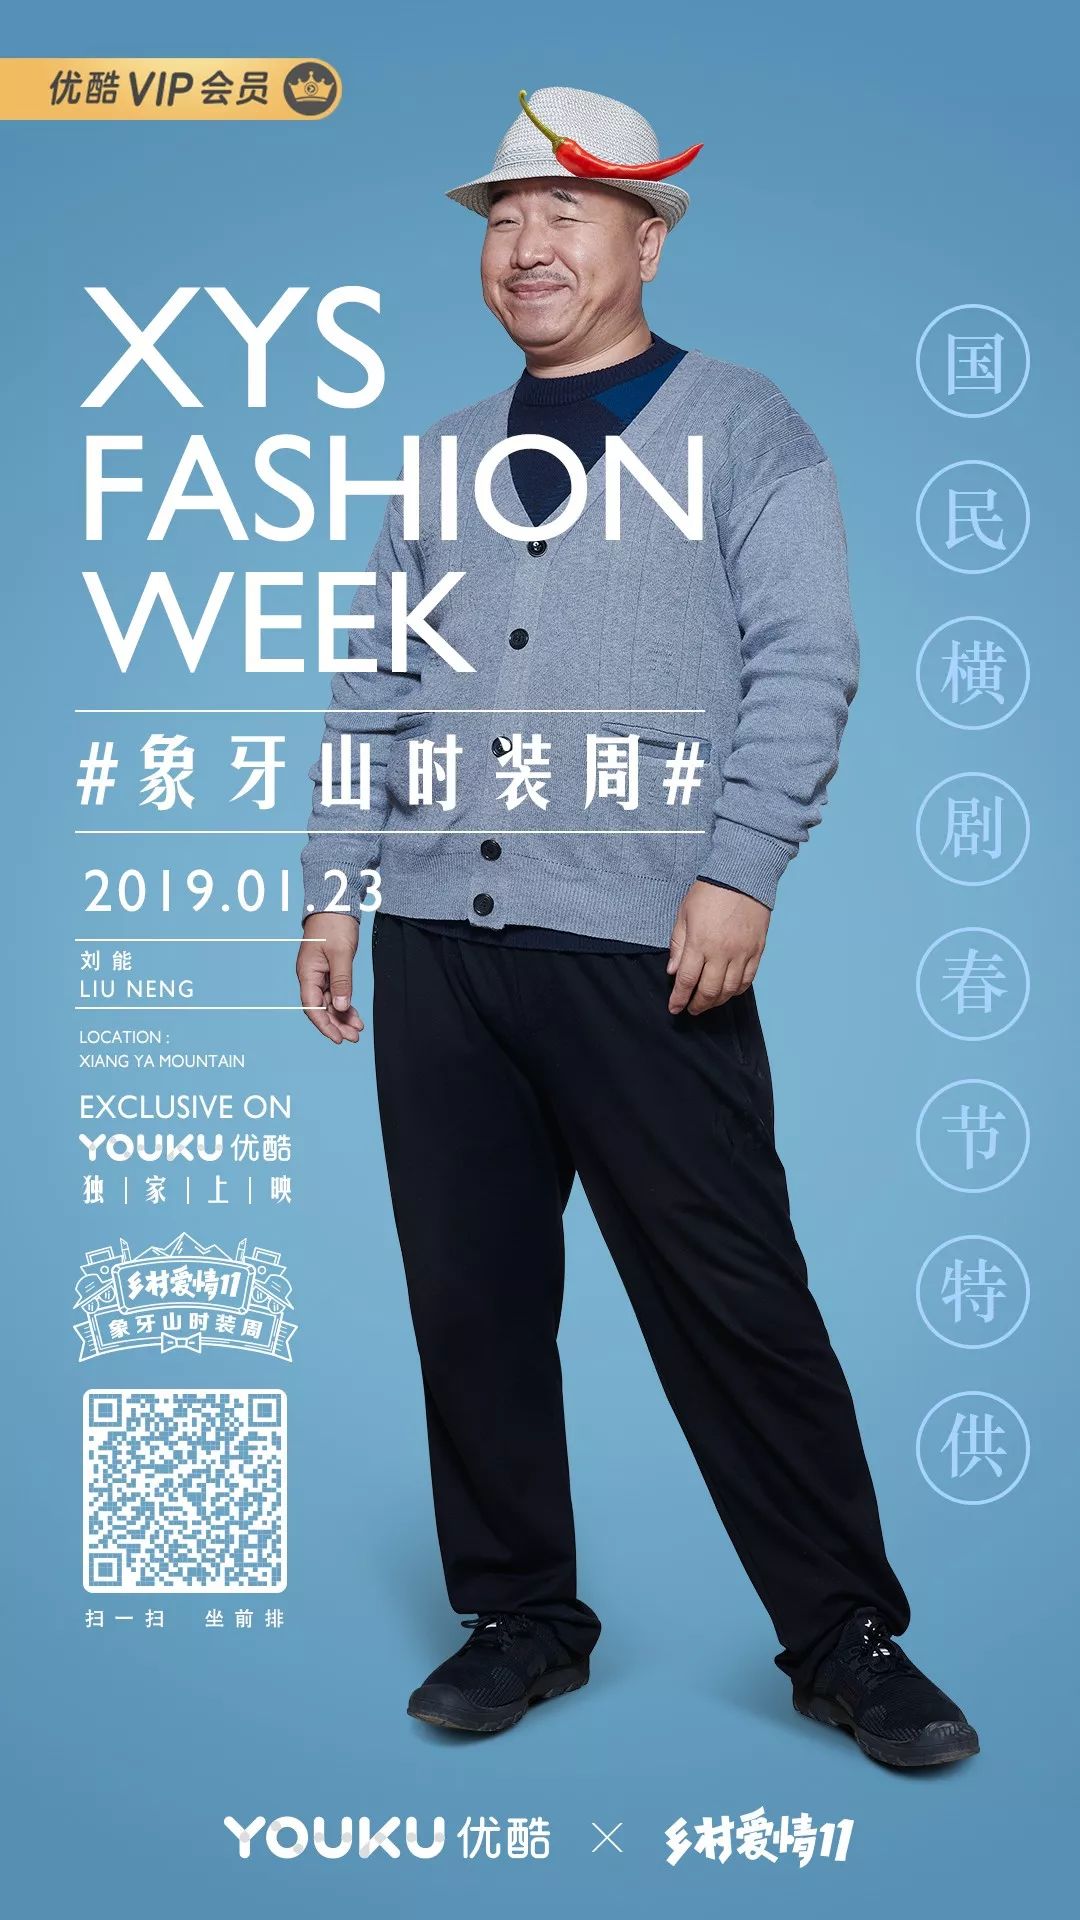 优酷VIP会员
XYS
FASHION
WEEK
#象牙山时装周#
2019.01.23
刘能
LIU NENG
LOCATION :
XIANG YA MOUNTAIN
EXCLUSIVE ON
YOUKU 优酷
独|家|上|映
乡村爱情11
象牙山时装周
扫一扫 坐前排
国民横剧春节特供
YOUKU 优酷 × 乡村爱情11